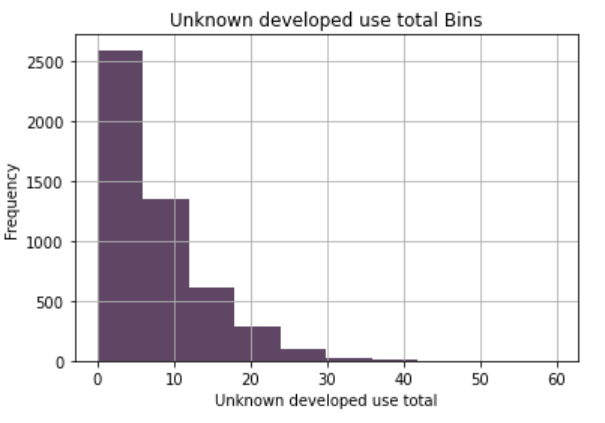 Unknown developed use total Bins
2500
2000
1500
1000
500
0
Frequency
0 10 20 30 40 50 60
Unknown developed use total